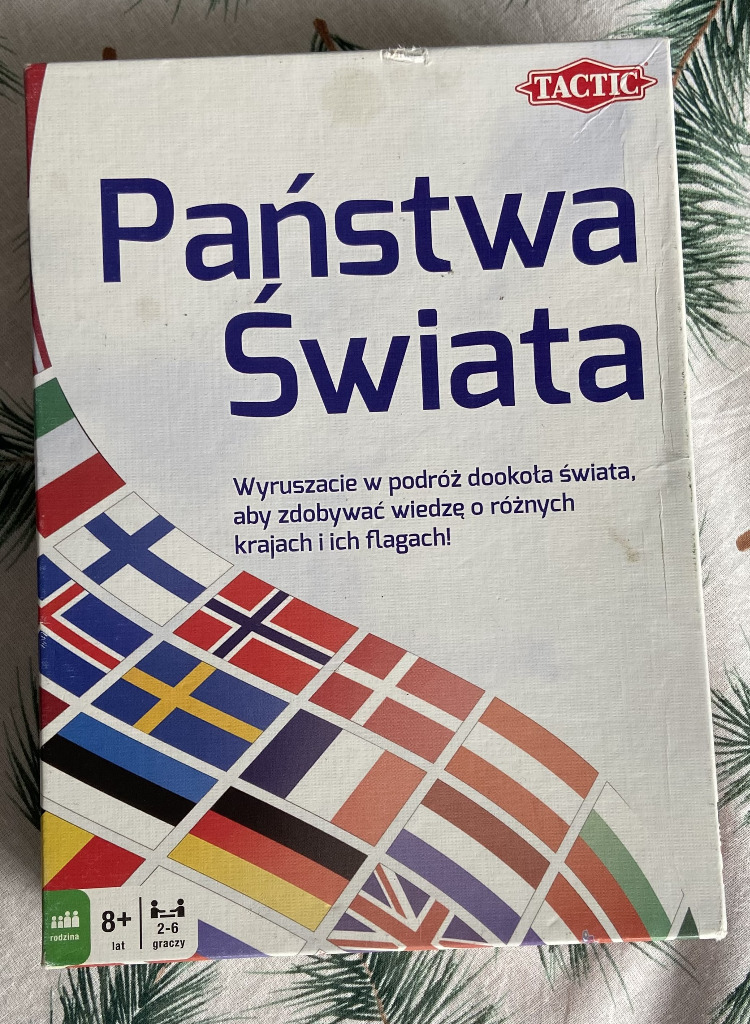 TACTIC
Państwa
Świata
Wyruszacie w podróż dookoła świata,
aby zdobywać wiedzę o różnych
krajach i ich flagach!
rodzina
8+
lat
2-6
graczy